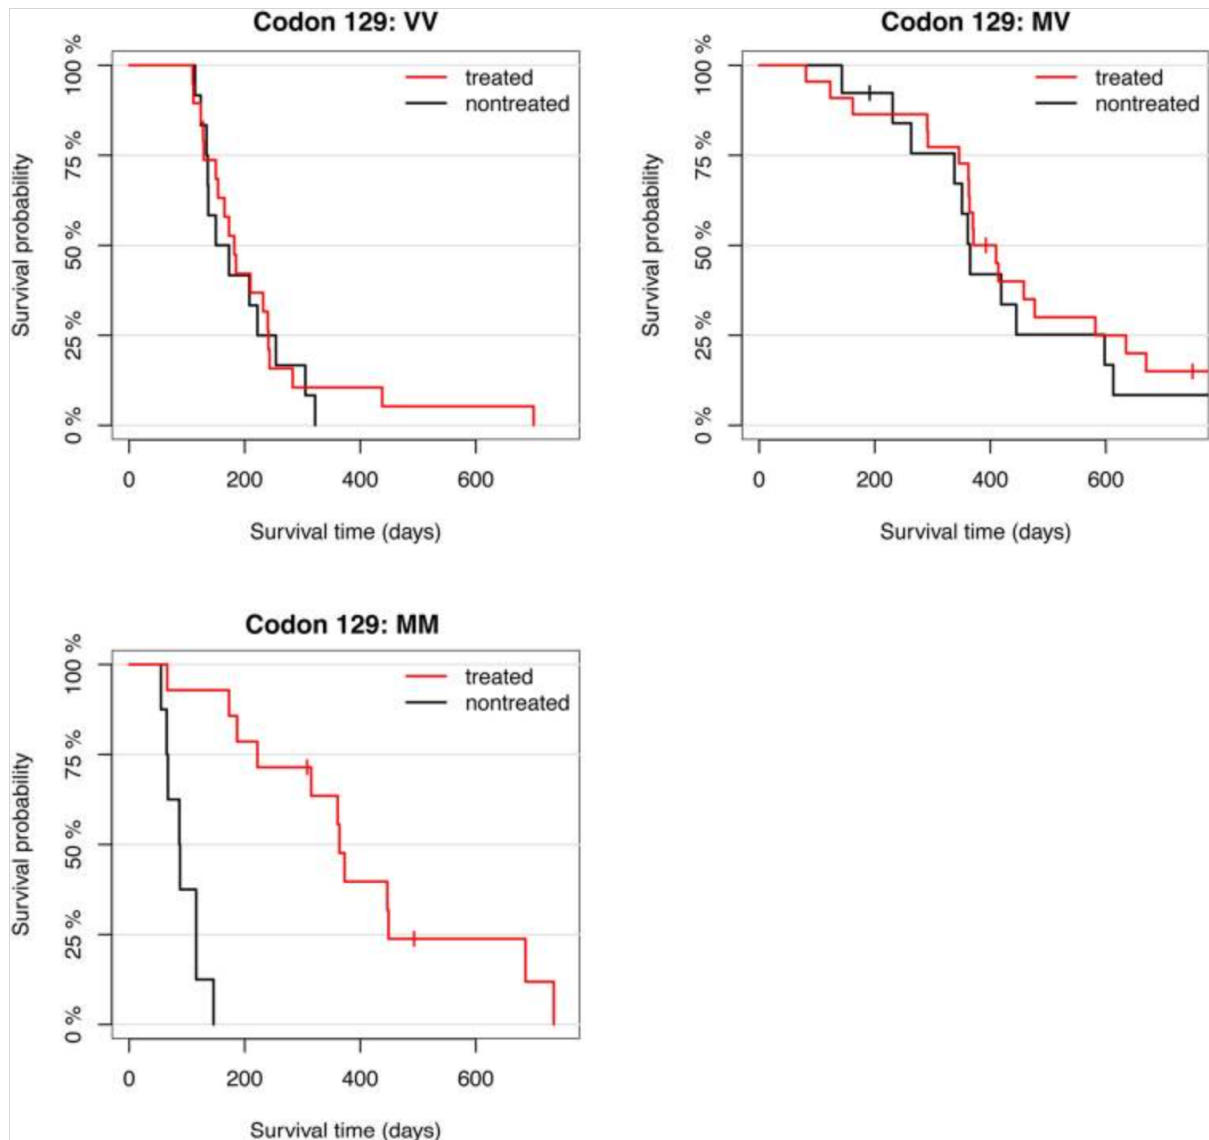 Codon 129: VV
Survival probability
100 %
75 %
50 %
25 %
0 %
treated
nontreated
0 200 400 600
Survival time (days)
Codon 129: MV
Survival probability
100 %
75 %
50 %
25 %
0 %
treated
nontreated
0 200 400 600
Survival time (days)
Codon 129: MM
Survival probability
100 %
75 %
50 %
25 %
0 %
treated
nontreated
0 200 400 600
Survival time (days)